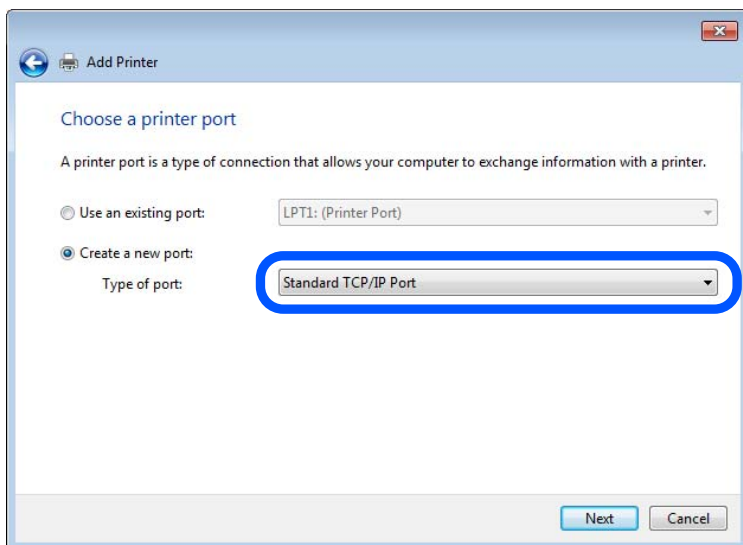 Add Printer
Choose a printer port
A printer port is a type of connection that allows your computer to exchange information with a printer.
Use an existing port:
LPT1: (Printer Port)
Create a new port:
Type of port:
Standard TCP/IP Port
Next
Cancel